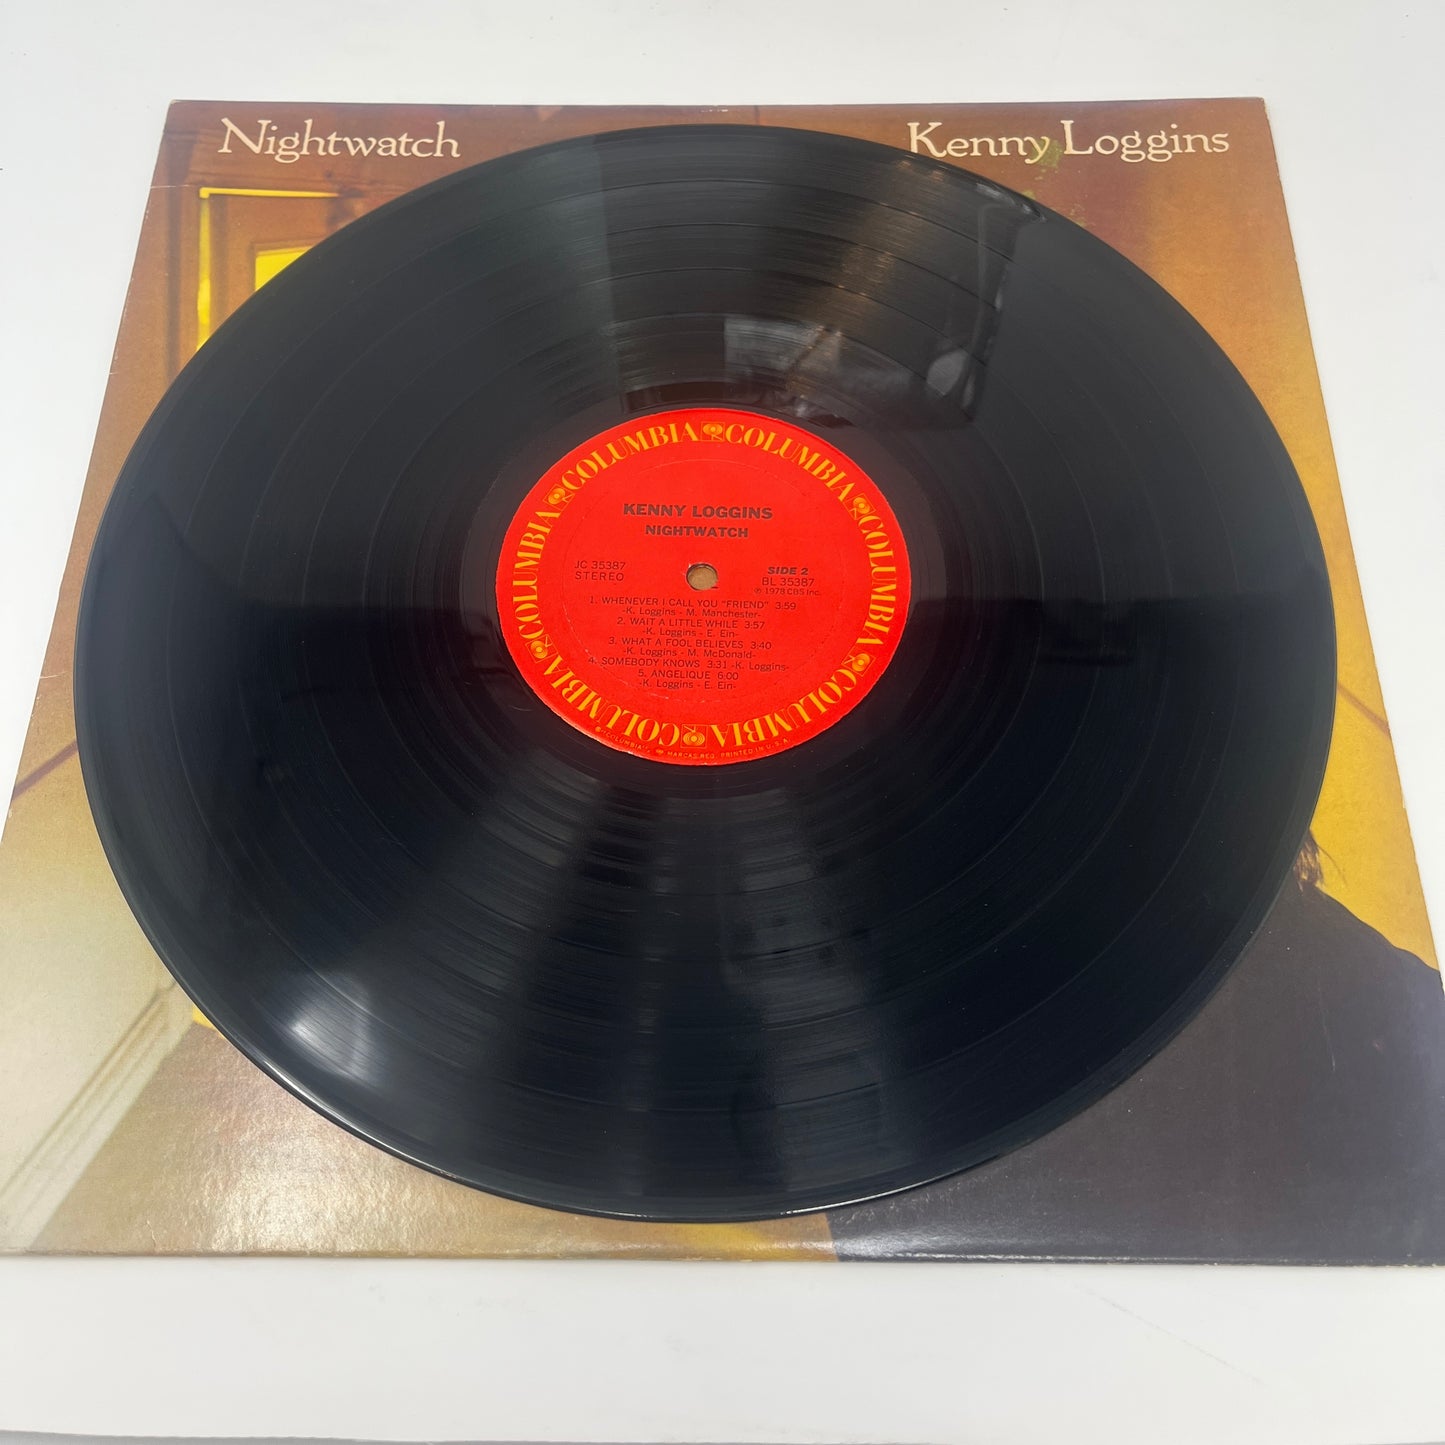 Nightwatch
Kenny Loggins
COLUMBIA COLUMBIA COLUMBIA COLUMBIA COLUMBIA COLUMBIA
KENNY LOGGINS
NIGHTWATCH
JC 35387
STEREO
SIDE 2
BL 35387
℗ 1978 CBS Inc.
1. WHENEVER I CALL YOU "FRIEND" 3:59
-K. Loggins - M. Manchester-
2. WAIT A LITTLE WHILE 3:57
-K. Loggins - E. Ein-
3. WHAT A FOOL BELIEVES 3:40
-K. Loggins - M. McDonald-
4. SOMEBODY KNOWS 3:31 -K. Loggins-
5. ANGELIQUE 6:00
-K. Loggins - E. Ein-
® "COLUMBIA", MARCAS REG. PRINTED IN U.S.A.